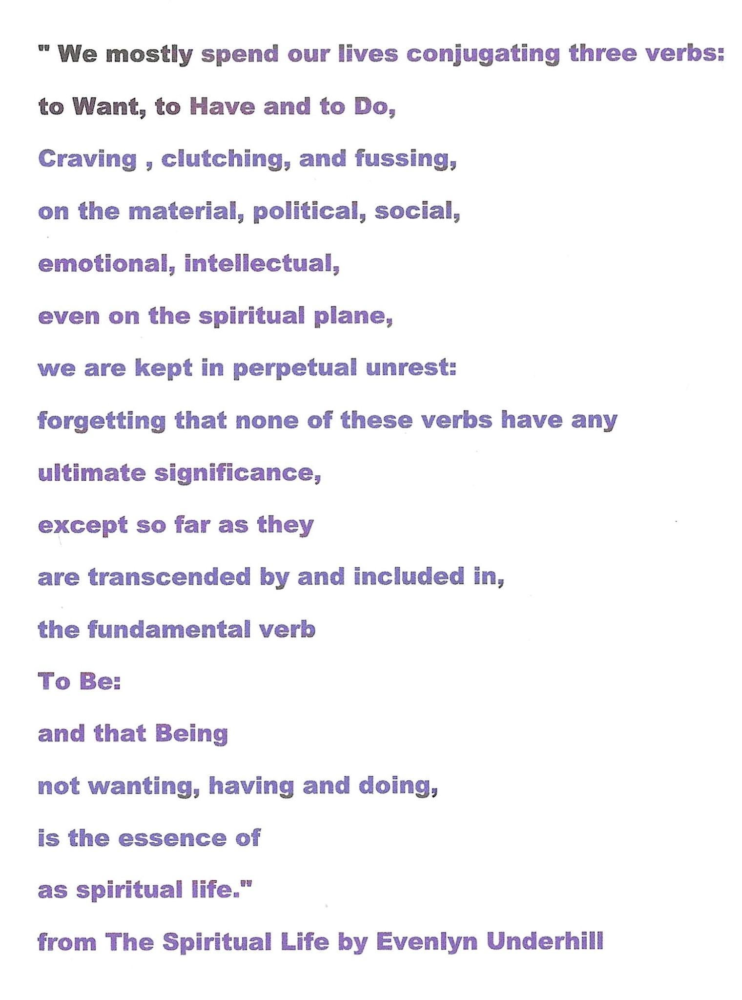 " We mostly spend our lives conjugating three verbs:
to Want, to Have and to Do,
Craving , clutching, and fussing,
on the material, political, social,
emotional, intellectual,
even on the spiritual plane,
we are kept in perpetual unrest:
forgetting that none of these verbs have any
ultimate significance,
except so far as they
are transcended by and included in,
the fundamental verb
To Be:
and that Being
not wanting, having and doing,
is the essence of
as spiritual life."
from The Spiritual Life by Evenlyn Underhill